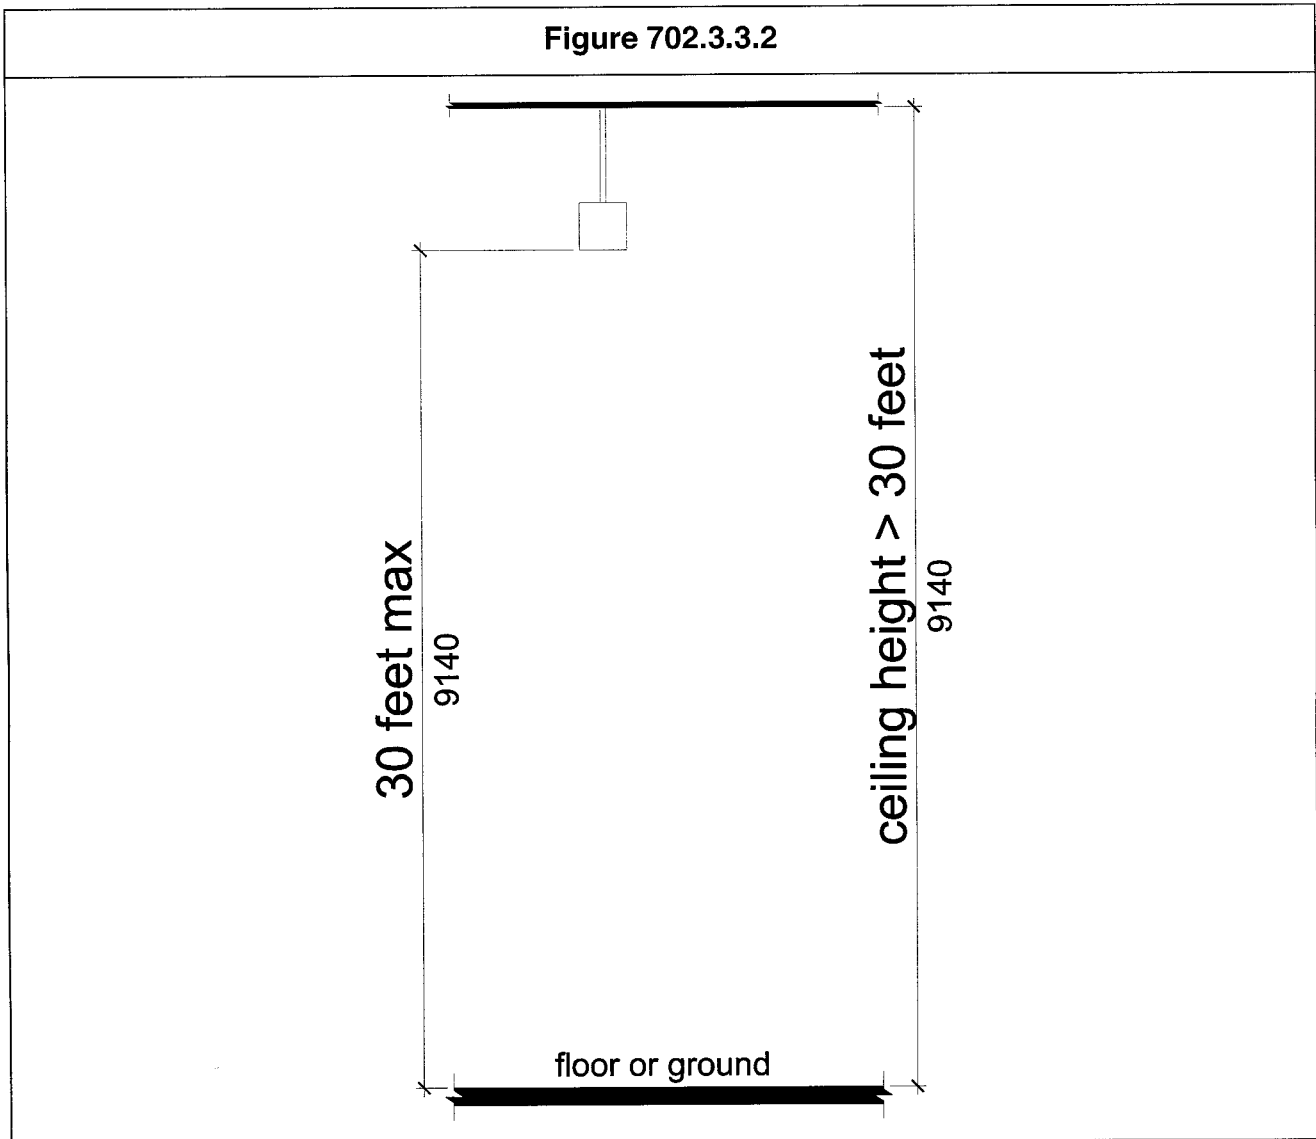 Figure 702.3.3.2
30 feet max
9140
ceiling height > 30 feet
9140
floor or ground